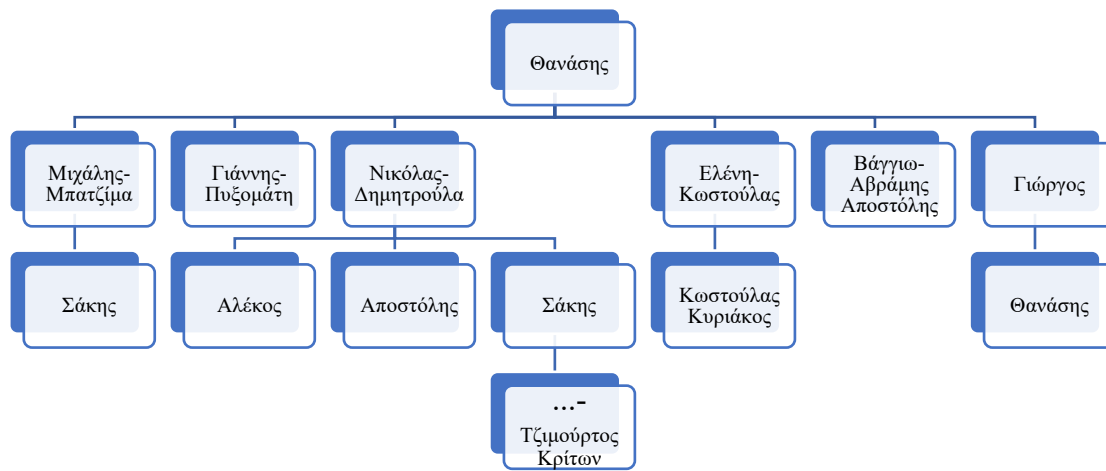 Θανάσης
Μιχάλης-
Μπατζίμα
Γιάννης-
Πυξομάτη
Νικόλας-
Δημητρούλα
Ελένη-
Κωστούλας
Βάγγιω-
Αβράμης
Αποστόλης
Γιώργος
Σάκης
Αλέκος
Αποστόλης
Σάκης
Κωστούλας
Κυριάκος
Θανάσης
...-
Τζιμούρτος
Κρίτων